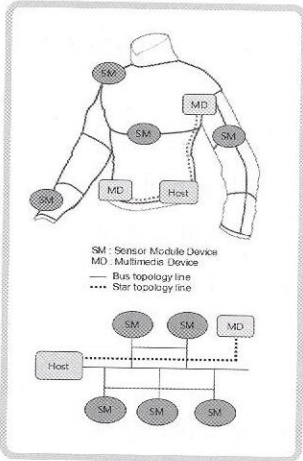 SM
MD
SM
SM
SM
MD
Host
SM : Sensor Module Device
MD : Multimedia Device
Bus topology line
Star topology line
SM
SM
MD
Host
SM
SM
SM